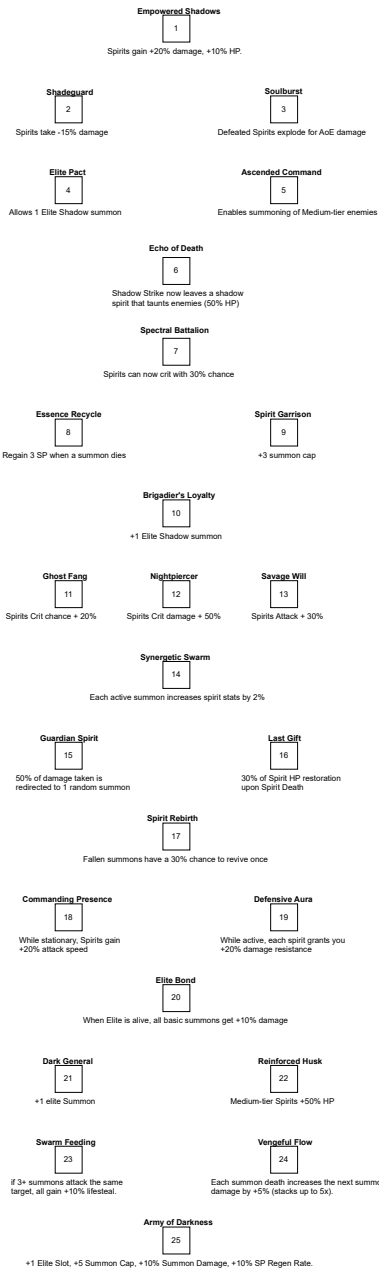 Empowered Shadows
1
Spirits gain +20% damage, +10% HP.
Shadeguard
2
Spirits take -15% damage
Soulburst
3
Defeated Spirits explode for AoE damage
Elite Pact
4
Allows 1 Elite Shadow summon
Ascended Command
5
Enables summoning of Medium-tier enemies
Echo of Death
6
Shadow Strike now leaves a shadow
spirit that taunts enemies (50% HP)
Spectral Battalion
7
Spirits can now crit with 30% chance
Essence Recycle
8
Regain 3 SP when a summon dies
Spirit Garrison
9
+3 summon cap
Brigadier's Loyalty
10
+1 Elite Shadow summon
Ghost Fang
11
Spirits Crit chance + 20%
Nightpiercer
12
Spirits Crit damage + 50%
Savage Will
13
Spirits Attack + 30%
Synergetic Swarm
14
Each active summon increases spirit stats by 2%
Guardian Spirit
15
50% of damage taken is
redirected to 1 random summon
Last Gift
16
30% of Spirit HP restoration
upon Spirit Death
Spirit Rebirth
17
Fallen summons have a 30% chance to revive once
Commanding Presence
18
While stationary, Spirits gain
+20% attack speed
Defensive Aura
19
While active, each spirit grants you
+20% damage resistance
Elite Bond
20
When Elite is alive, all basic summons get +10% damage
Dark General
21
+1 elite Summon
Reinforced Husk
22
Medium-tier Spirits +50% HP
Swarm Feeding
23
if 3+ summons attack the same
target, all gain +10% lifesteal.
Vengeful Flow
24
Each summon death increases the next summo
damage by +5% (stacks up to 5x).
Army of Darkness
25
+1 Elite Slot, +5 Summon Cap, +10% Summon Damage, +10% SP Regen Rate.